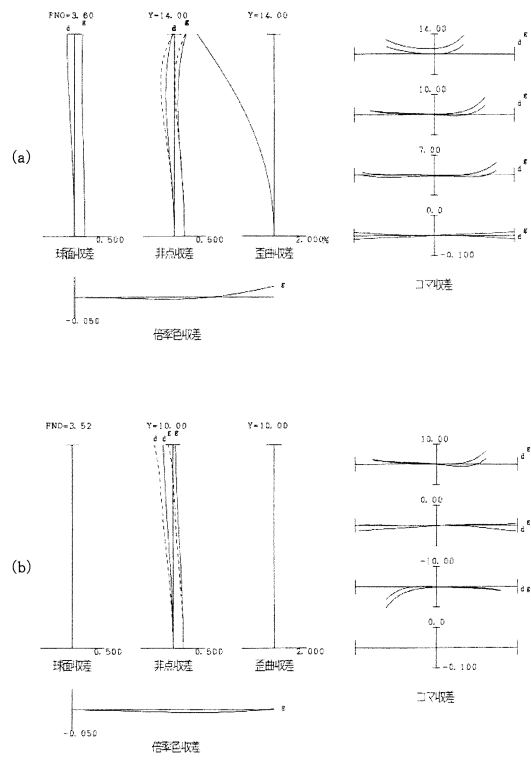 (a)
FNO=3.60
Y=14.00
Y=14.00
d g
d g
0.500
0.500
2.000%
球面収差
非点収差
歪曲収差
g
-0.050
倍率色収差
14.00
g
d
10.00
g
d
7.00
g
d
0.0
g
d
-0.100
コマ収差
(b)
FNO=3.52
Y=10.00
Y=10.00
d d g g
0.500
0.500
2.000
球面収差
非点収差
歪曲収差
g
-0.050
倍率色収差
10.00
g
d
0.00
g
d
-10.00
d g
0.0
-0.100
コマ収差